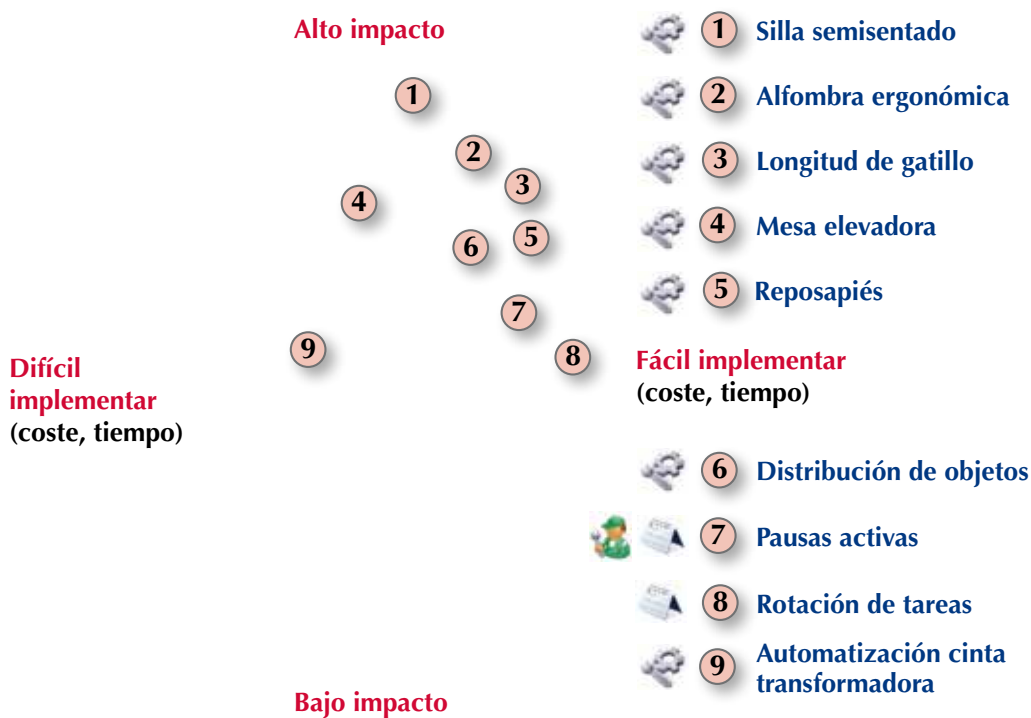 Alto impacto
1 Silla semisentado
1
2 Alfombra ergonómica
2
3 Longitud de gatillo
3
4
4 Mesa elevadora
5
6
5 Reposapiés
7
9
8
Difícil
implementar
(coste, tiempo)
Fácil implementar
(coste, tiempo)
6 Distribución de objetos
7 Pausas activas
8 Rotación de tareas
9 Automatización cinta
transformadora
Bajo impacto